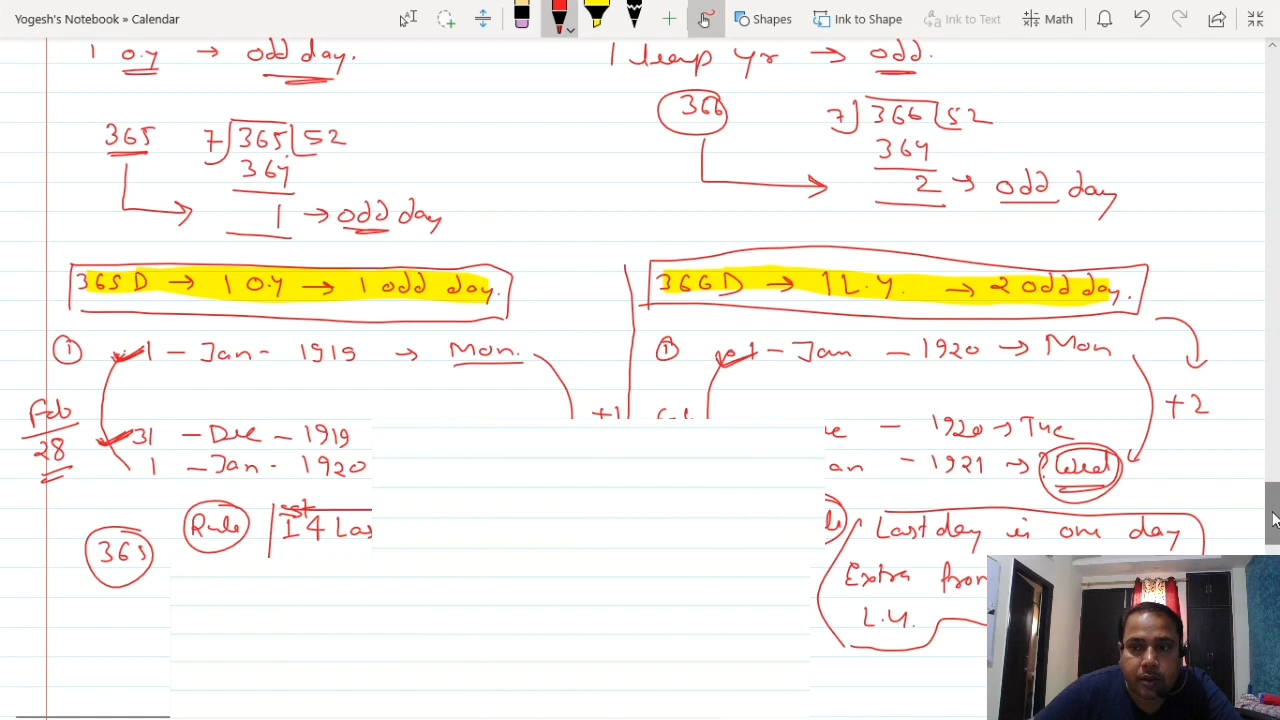 Yogesh's Notebook » Calendar
Shapes
Ink to Shape
Ink to Text
Math
1 O.Y → odd day.
1 leap yr → odd.
365
7 365 52
364
1 → odd day
366
7 366 52
364
2 → odd day
365 D → 1 O.Y → 1 odd day.
366 D → 1 L.Y. → 2 odd day.
① 1 - Jan - 1919 → Mon.
+1
Feb
28
31 - Dec - 1919
1 - Jan - 1920
① - Jan - 1920 → Mon
+2
- 1920 → Tue
an - 1921 → ? Wed
Rule
365
Last day is one day
Extra from
L.Y.